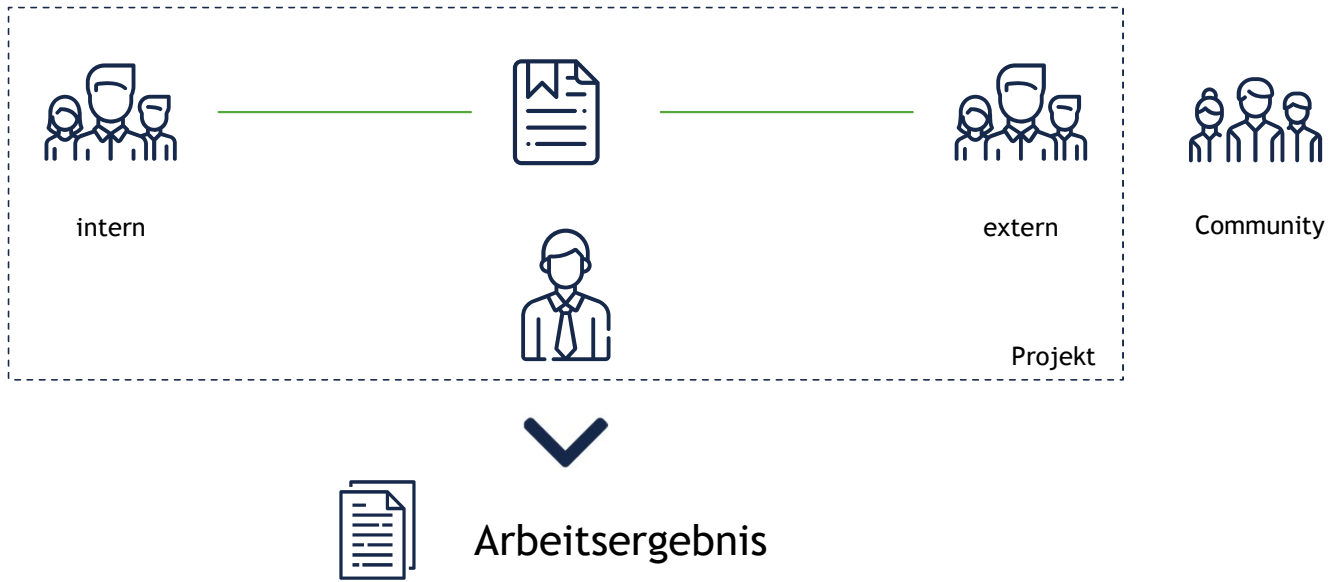 intern
extern
Community
Projekt
Arbeitsergebnis